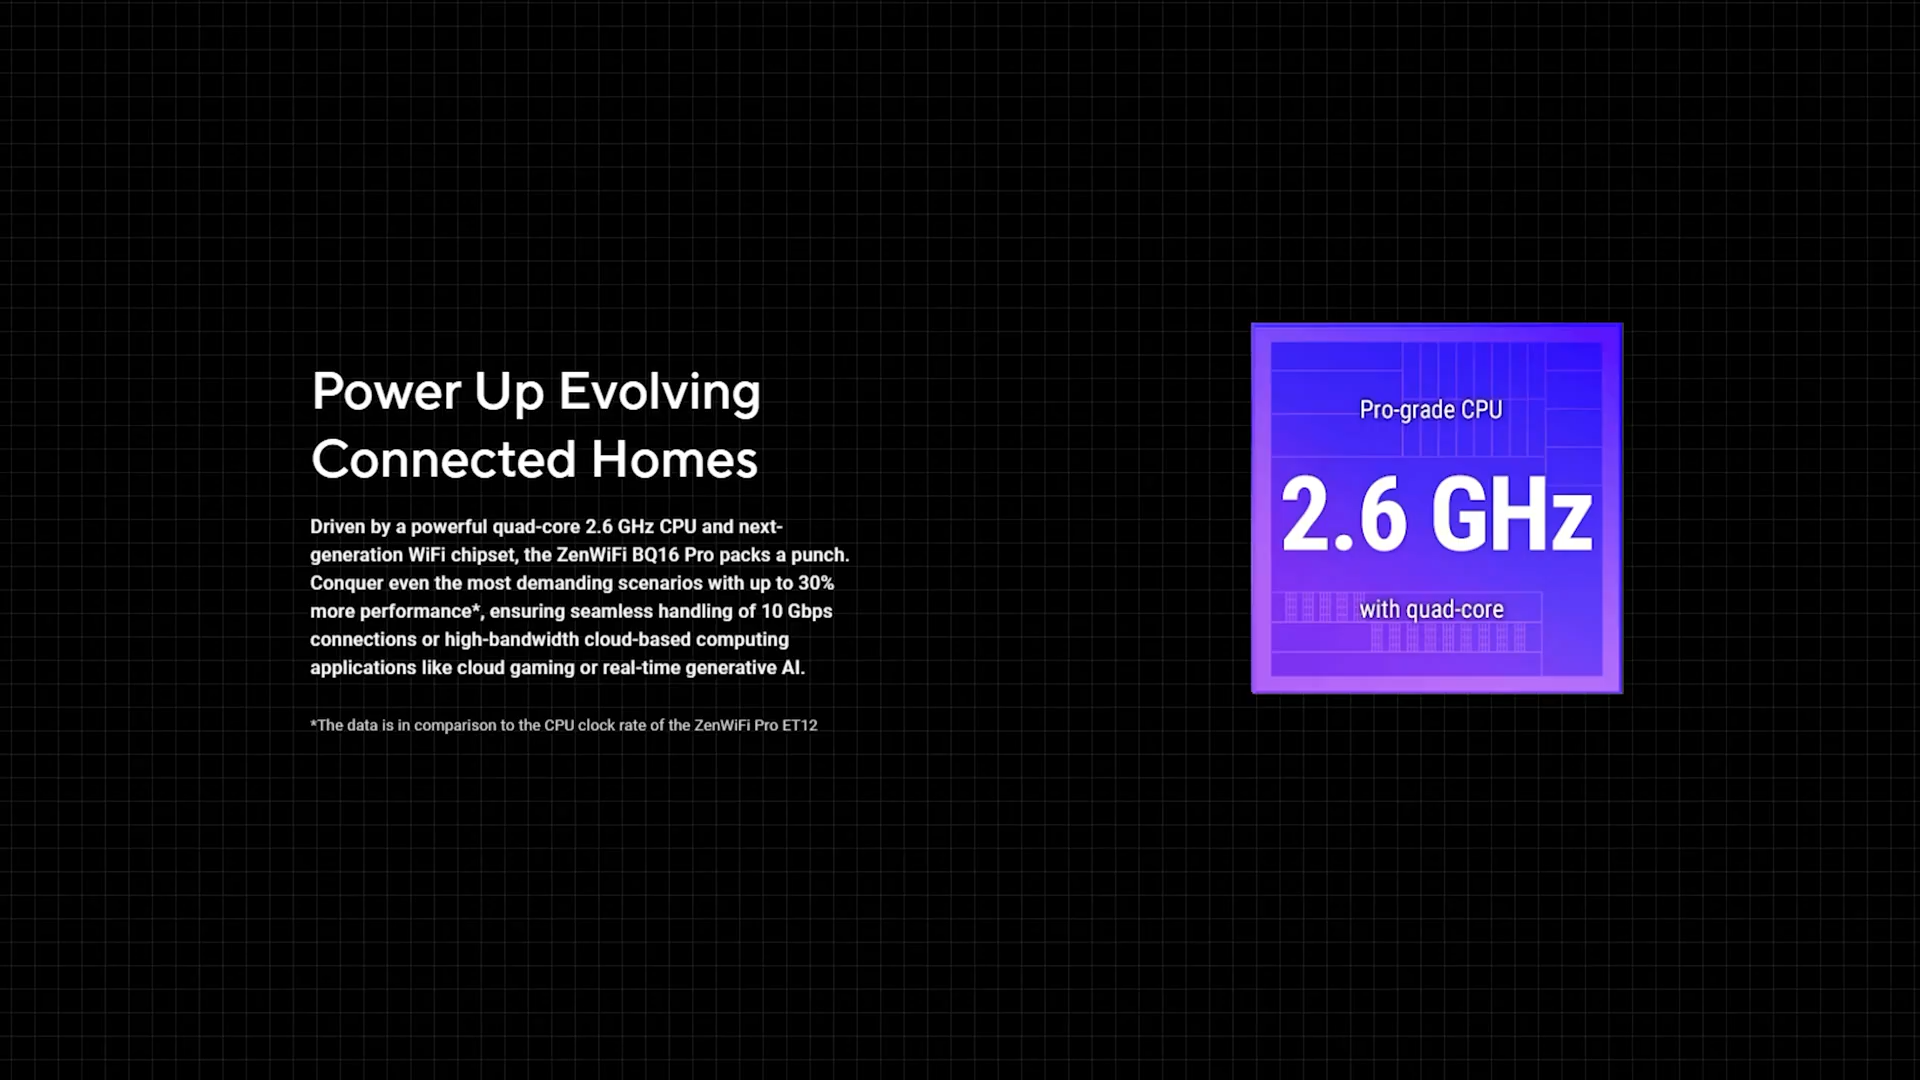 Power Up Evolving
Connected Homes
Driven by a powerful quad-core 2.6 GHz CPU and next-
generation WiFi chipset, the ZenWiFi BQ16 Pro packs a punch.
Conquer even the most demanding scenarios with up to 30%
more performance*, ensuring seamless handling of 10 Gbps
connections or high-bandwidth cloud-based computing
applications like cloud gaming or real-time generative AI.
*The data is in comparison to the CPU clock rate of the ZenWiFi Pro ET12
Pro-grade CPU
2.6 GHz
with quad-core